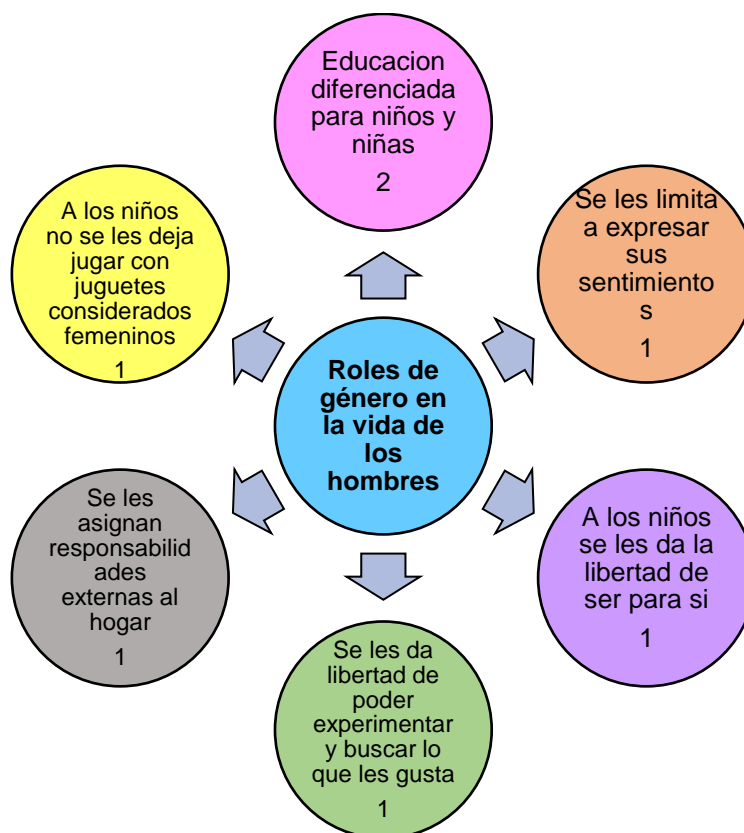 Educacion
diferenciada
para niños y
niñas
2
Se les limita
a expresar
sus
sentimiento
s
1
A los niños
se les da la
libertad de
ser para si
1
Se les da
libertad de
poder
experimentar
y buscar lo
que les gusta
1
Se les
asignan
responsabilid
ades
externas al
hogar
1
A los niños
no se les deja
jugar con
juguetes
considerados
femeninos
1
Roles de
género en
la vida de
los
hombres